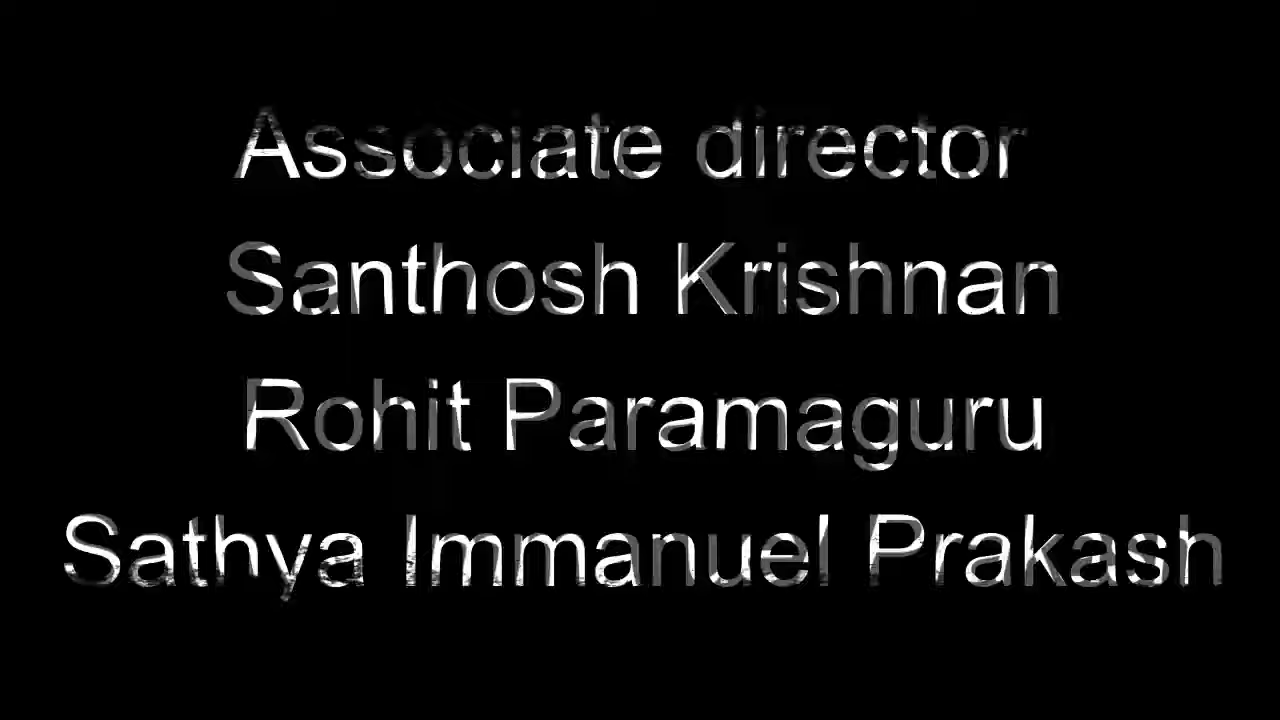 Associate director
Santhosh Krishnan
Rohit Paramaguru
Sathya Immanuel Prakash